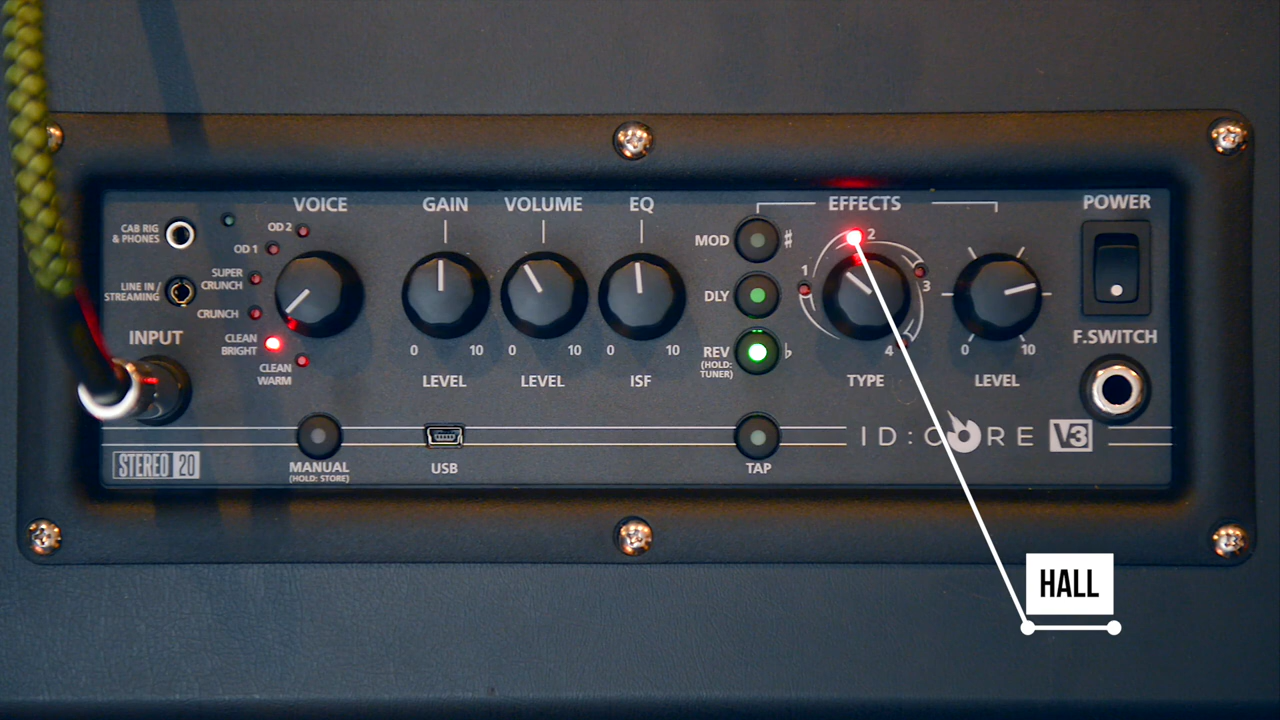 VOICE
GAIN
VOLUME
EQ
EFFECTS
POWER
CAB RIG
& PHONES
OD 2
OD 1
MOD
#
2
1
3
4
SUPER
CRUNCH
LINE IN /
STREAMING
DLY
CRUNCH
INPUT
CLEAN
BRIGHT
CLEAN
WARM
0 10
0 10
0 10
REV
(HOLD:
TUNER)
♭
0 10
F.SWITCH
LEVEL
LEVEL
ISF
TYPE
LEVEL
ID:CORE V3
STEREO 20
MANUAL
(HOLD: STORE)
USB
TAP
HALL